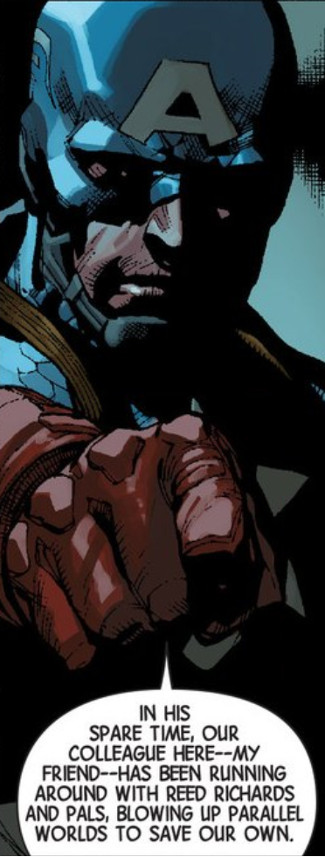 A
IN HIS
SPARE TIME, OUR
COLLEAGUE HERE--MY
FRIEND--HAS BEEN RUNNING
AROUND WITH REED RICHARDS
AND PALS, BLOWING UP PARALLEL
WORLDS TO SAVE OUR OWN.